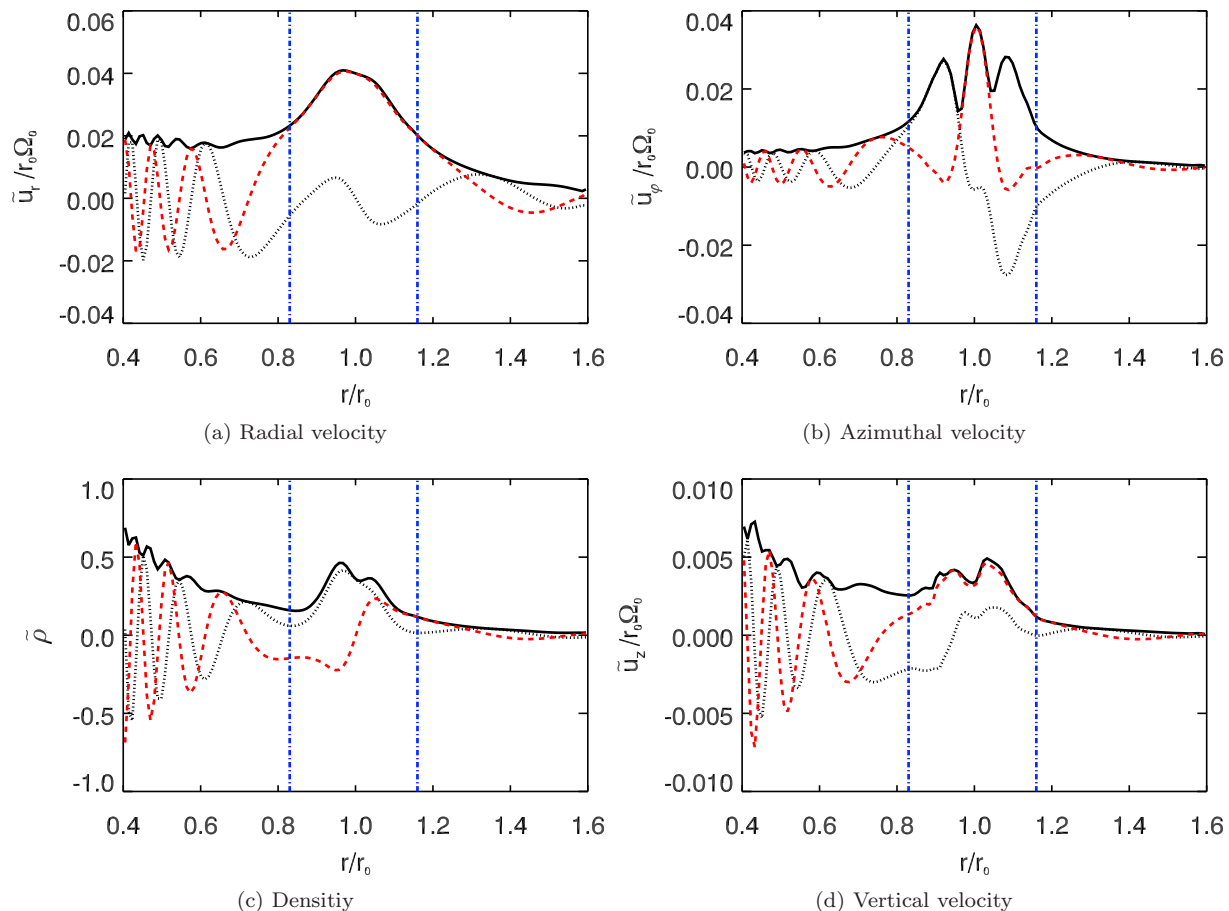 0.06
0.04
0.02
0.00
-0.02
-0.04
ũr/r₀Ω₀
0.4 0.6 0.8 1.0 1.2 1.4 1.6
r/r₀
(a) Radial velocity
0.04
0.02
0.00
-0.02
-0.04
ũφ/r₀Ω₀
0.4 0.6 0.8 1.0 1.2 1.4 1.6
r/r₀
(b) Azimuthal velocity
1.0
0.5
0.0
-0.5
-1.0
ρ̃
0.4 0.6 0.8 1.0 1.2 1.4 1.6
r/r₀
(c) Densitiy
0.010
0.005
0.000
-0.005
-0.010
ũz/r₀Ω₀
0.4 0.6 0.8 1.0 1.2 1.4 1.6
r/r₀
(d) Vertical velocity